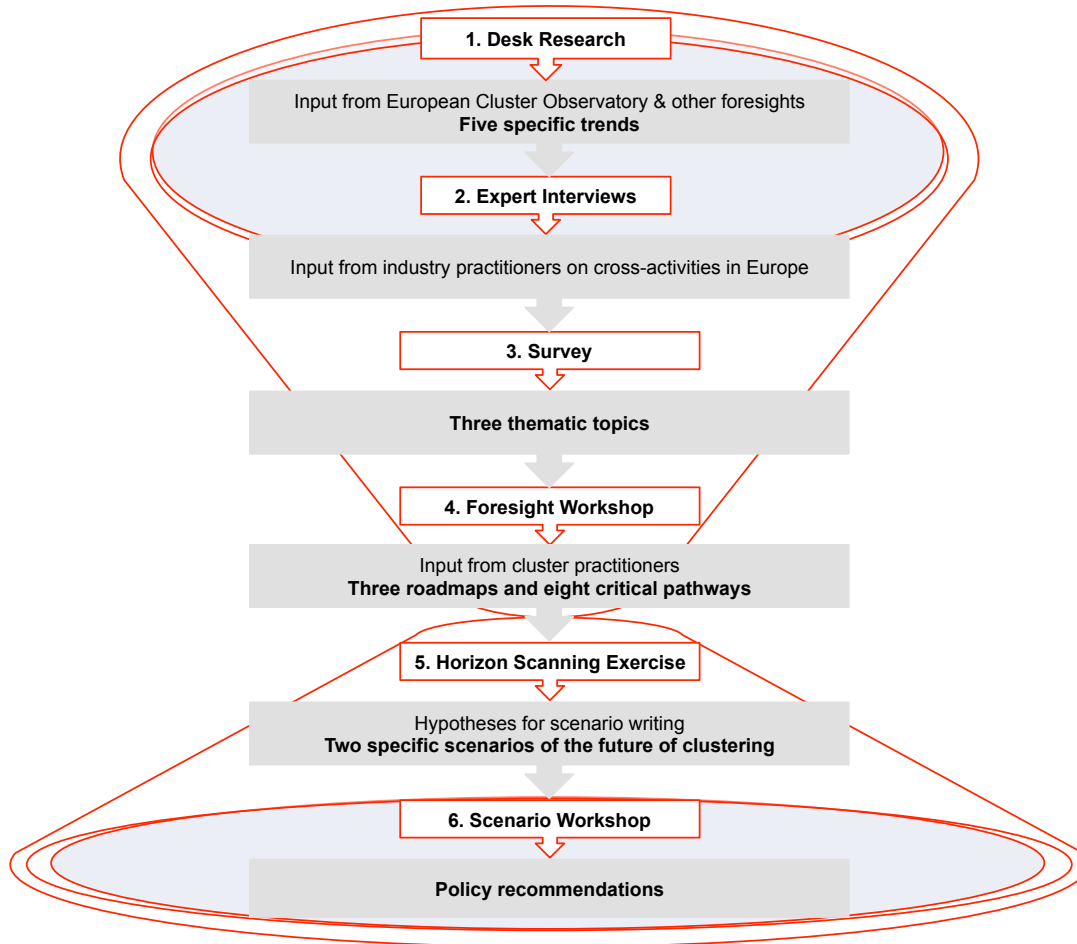 1. Desk Research
Input from European Cluster Observatory & other foresights
Five specific trends
2. Expert Interviews
Input from industry practitioners on cross-activities in Europe
3. Survey
Three thematic topics
4. Foresight Workshop
Input from cluster practitioners
Three roadmaps and eight critical pathways
5. Horizon Scanning Exercise
Hypotheses for scenario writing
Two specific scenarios of the future of clustering
6. Scenario Workshop
Policy recommendations